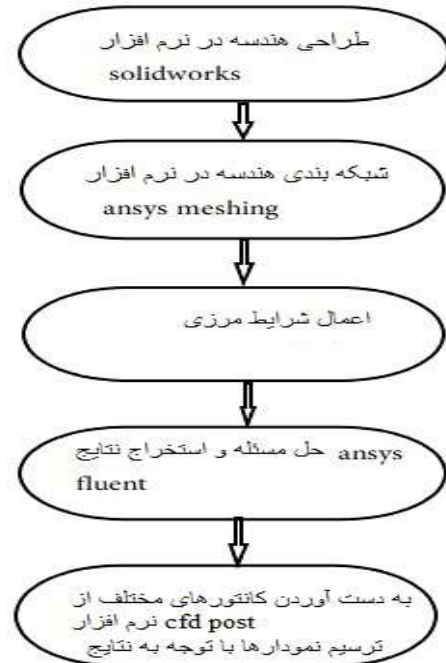 طراحی هندسه در نرم افزار
solidworks
شبکه بندی هندسه در نرم افزار
ansys meshing
اعمال شرایط مرزی
حل مسئله و استخراج نتایج ansys
fluent
به دست آوردن کانتورهای مختلف از
نرم افزار cfd post
ترسیم نمودارها با توجه به نتایج